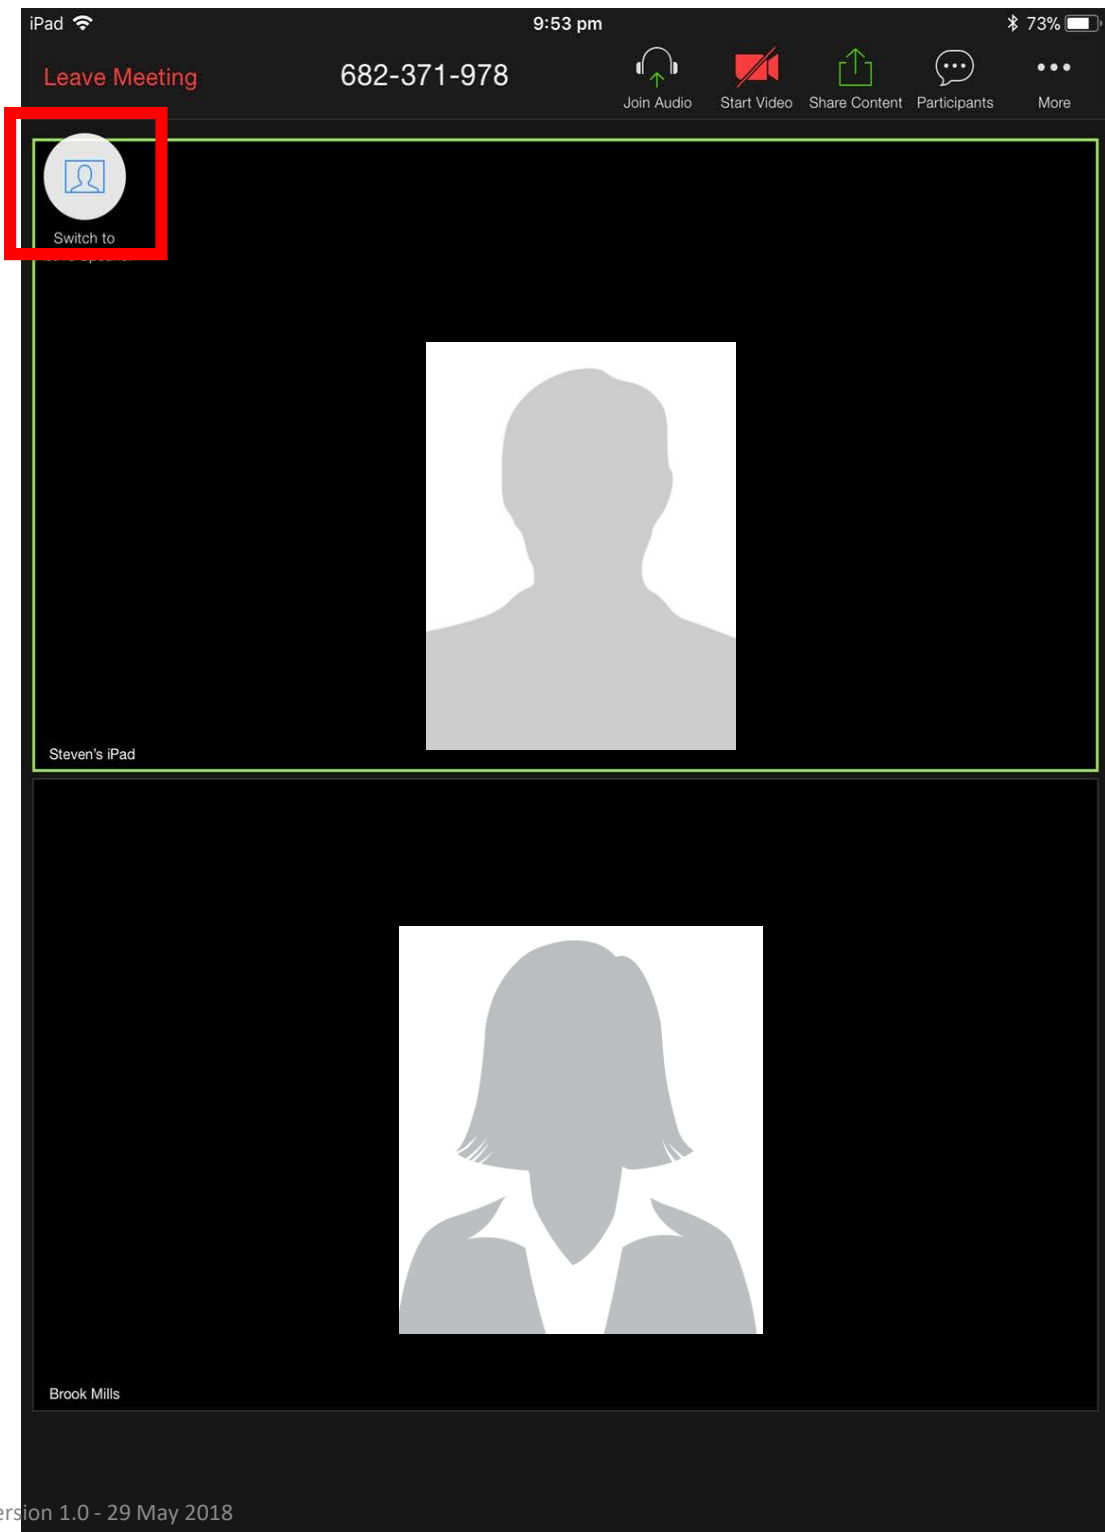 iPad 9:53 pm 73%
Leave Meeting 682-371-978
Join Audio Start Video Share Content Participants More
Switch to
Steven's iPad
Brook Mills
ersion 1.0 - 29 May 2018